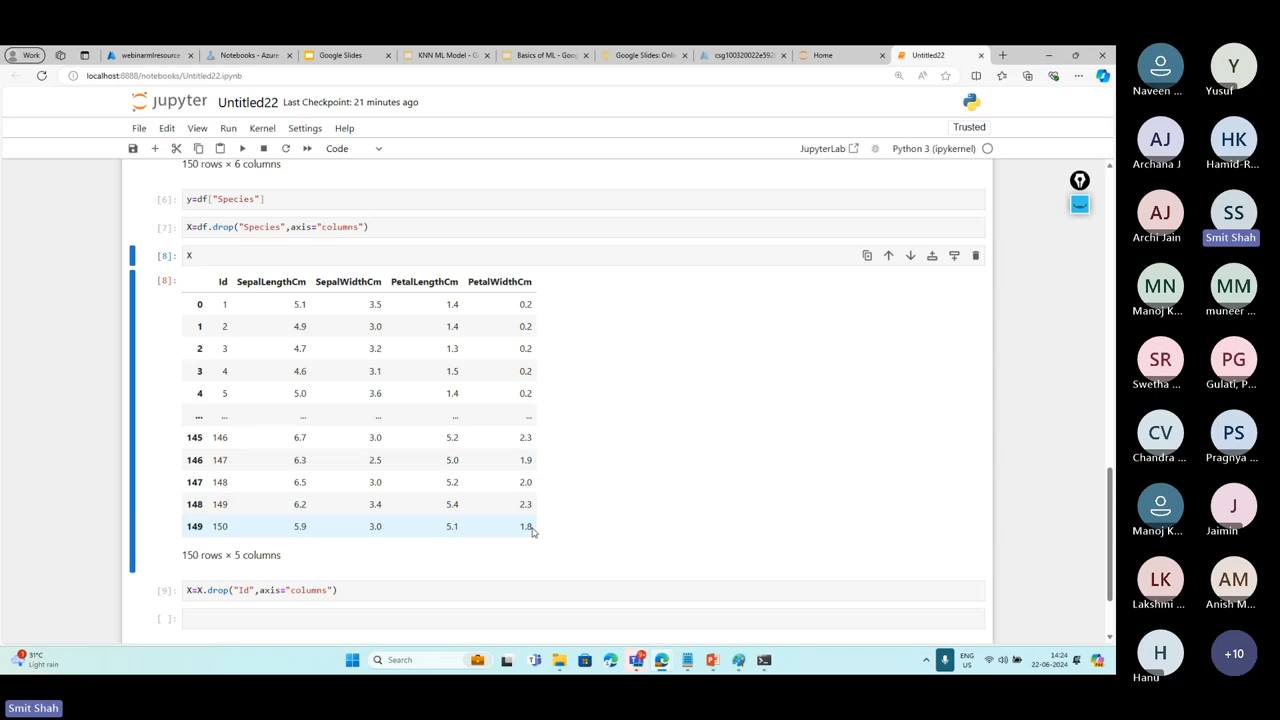 Work
webinarmlresource
Notebooks - Azure
Google Slides
KNN ML Model - G
Basics of ML - Goo
Google Slides: Onli
csg100320022e592
Home
Untitled22
localhost:8888/notebooks/Untitled22.ipynb
jupyter Untitled22 Last Checkpoint: 21 minutes ago
File Edit View Run Kernel Settings Help
Trusted
Code
JupyterLab
Python 3 (ipykernel)
150 rows × 6 columns
[6]: y=df["Species"]
[7]: X=df.drop("Species",axis="columns")
[8]: X
[8]: Id SepalLengthCm SepalWidthCm PetalLengthCm PetalWidthCm
0 1 5.1 3.5 1.4 0.2
1 2 4.9 3.0 1.4 0.2
2 3 4.7 3.2 1.3 0.2
3 4 4.6 3.1 1.5 0.2
4 5 5.0 3.6 1.4 0.2
... ... ... ... ... ...
145 146 6.7 3.0 5.2 2.3
146 147 6.3 2.5 5.0 1.9
147 148 6.5 3.0 5.2 2.0
148 149 6.2 3.4 5.4 2.3
149 150 5.9 3.0 5.1 1.8
150 rows × 5 columns
[9]: X=X.drop("Id",axis="columns")
[ ]:
31°C
Light rain
Search
ENG
US
14:24
22-06-2024
Smit Shah
Naveen ...
Y
Yusuf
AJ
Archana J
HK
Hamid-R...
AJ
Archi Jain
SS
Smit Shah
MN
Manoj K...
MM
muneer ...
SR
Swetha ...
PG
Gulati, P...
CV
Chandra ...
PS
Pragnya ...
Manoj K...
J
Jaimin
LK
Lakshmi ...
AM
Anish M...
H
Hanu
+10